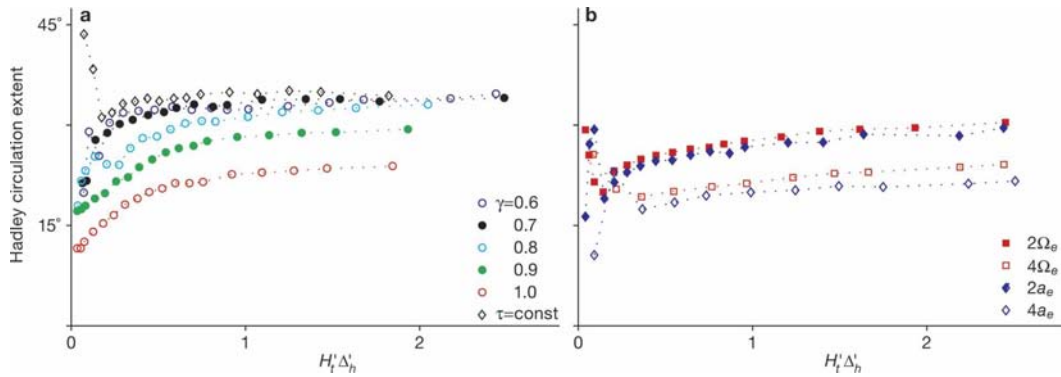 a
45°
15°
Hadley circulation extent
γ=0.6
0.7
0.8
0.9
1.0
τ=const
0
1
2
H't Δ'h
b
2Ωe
4Ωe
2ae
4ae
0
1
2
H't Δ'h